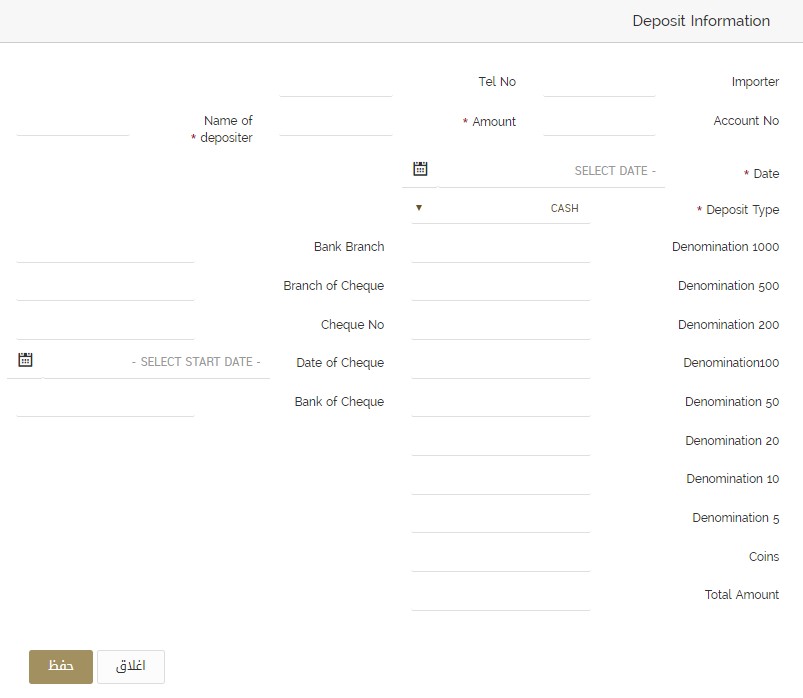 Deposit Information
Importer
Tel No
Account No
* Amount
Name of
* depositer
* Date
SELECT DATE -
* Deposit Type
CASH
▼
Denomination 1000
Bank Branch
Denomination 500
Branch of Cheque
Denomination 200
Cheque No
Denomination100
Date of Cheque
- SELECT START DATE -
Denomination 50
Bank of Cheque
Denomination 20
Denomination 10
Denomination 5
Coins
Total Amount
اغلاق
حفظ